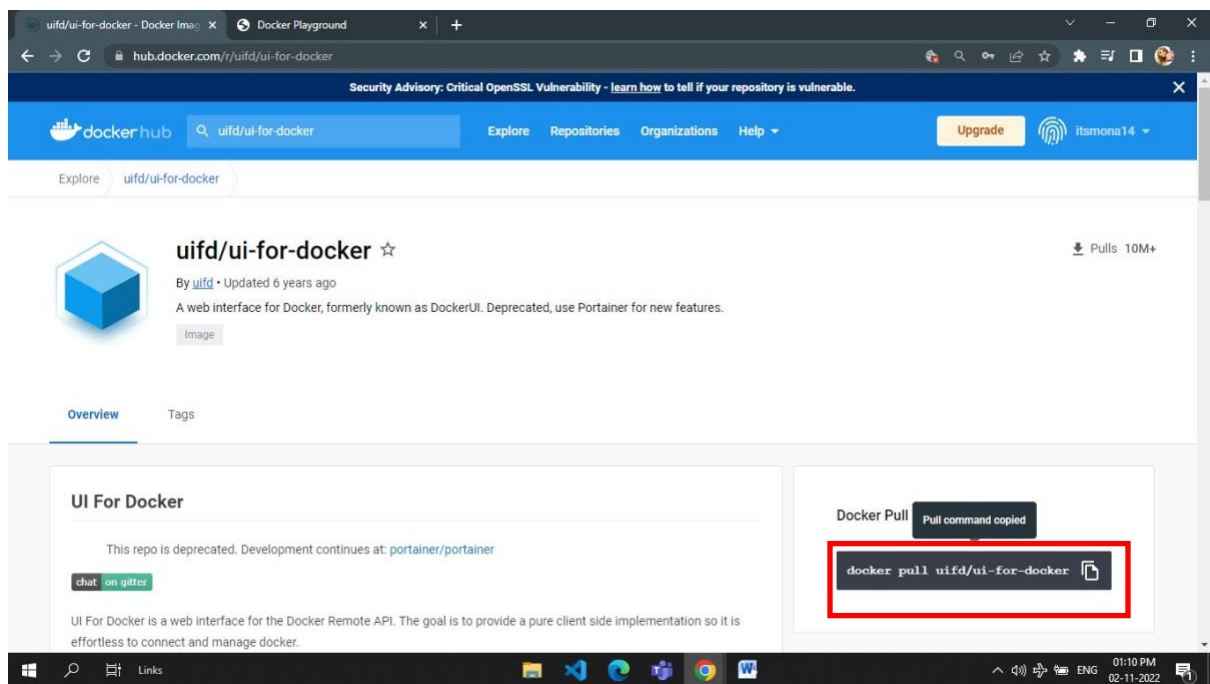 uifd/ui-for-docker - Docker Imag
Docker Playground
hub.docker.com/r/uifd/ui-for-docker
Security Advisory: Critical OpenSSL Vulnerability - learn how to tell if your repository is vulnerable.
dockerhub
uifd/ui-for-docker
Explore Repositories Organizations Help
Upgrade
itsmona14
Explore uifd/ui-for-docker
uifd/ui-for-docker
Pulls 10M+
By uifd • Updated 6 years ago
A web interface for Docker, formerly known as DockerUI. Deprecated, use Portainer for new features.
Image
Overview Tags
UI For Docker
This repo is deprecated. Development continues at: portainer/portainer
chat on gitter
UI For Docker is a web interface for the Docker Remote API. The goal is to provide a pure client side implementation so it is
effortless to connect and manage docker.
Docker Pull
Pull command copied
docker pull uifd/ui-for-docker
Links
ENG
01:10 PM
02-11-2022
1